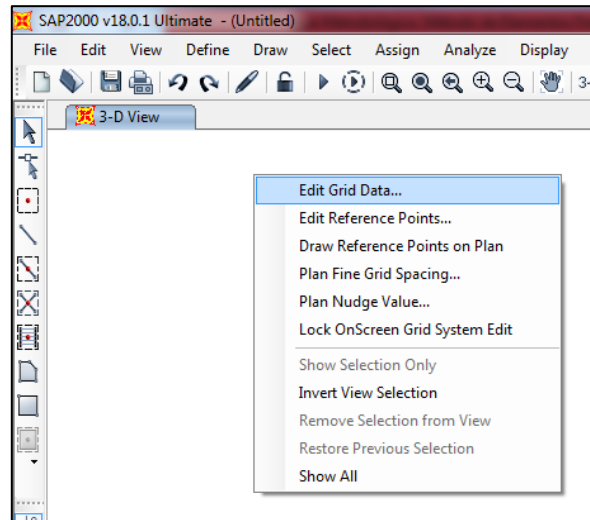 SAP2000 v18.0.1 Ultimate - (Untitled)
File Edit View Define Draw Select Assign Analyze Display
3-
3-D View
Edit Grid Data...
Edit Reference Points...
Draw Reference Points on Plan
Plan Fine Grid Spacing...
Plan Nudge Value...
Lock OnScreen Grid System Edit
Show Selection Only
Invert View Selection
Remove Selection from View
Restore Previous Selection
Show All